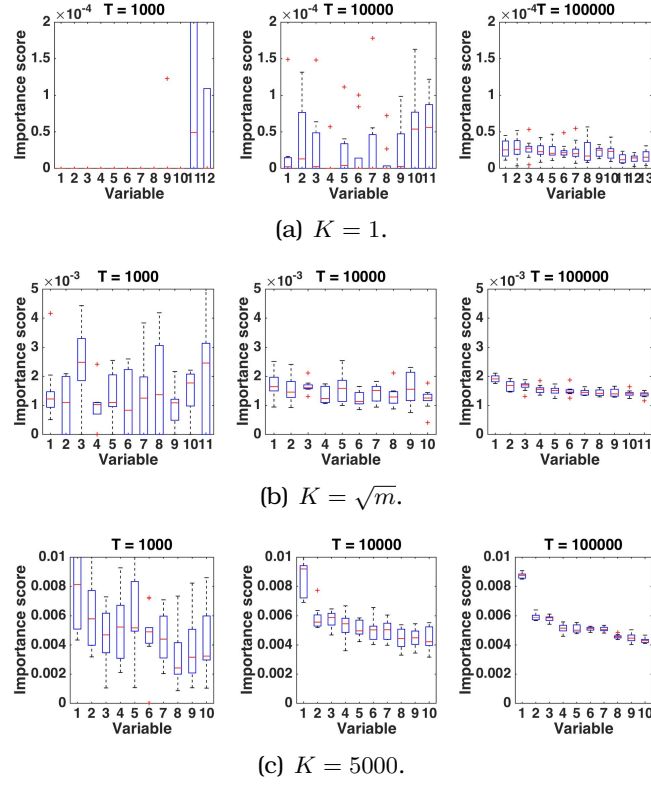 ×10⁻⁴ T = 1000 ×10⁻⁴ T = 10000 ×10⁻⁴ T = 100000
Importance score Importance score Importance score
2 2 2
1.5 1.5 1.5
1 1 1
0.5 0.5 0.5
0 0 0
1 2 3 4 5 6 7 8 9 10 11 12 1 2 3 4 5 6 7 8 9 10 11 1 2 3 4 5 6 7 8 9 10 11 12 13
Variable Variable Variable
(a) K = 1.
×10⁻³ T = 1000 ×10⁻³ T = 10000 ×10⁻³ T = 100000
Importance score Importance score Importance score
5 5 5
4 4 4
3 3 3
2 2 2
1 1 1
0 0 0
1 2 3 4 5 6 7 8 9 10 11 1 2 3 4 5 6 7 8 9 10 1 2 3 4 5 6 7 8 9 10 11
Variable Variable Variable
(b) K = √m.
T = 1000 T = 10000 T = 100000
Importance score Importance score Importance score
0.01 0.01 0.01
0.008 0.008 0.008
0.006 0.006 0.006
0.004 0.004 0.004
0.002 0.002 0.002
0 0 0
1 2 3 4 5 6 7 8 9 10 1 2 3 4 5 6 7 8 9 10 1 2 3 4 5 6 7 8 9 10
Variable Variable Variable
(c) K = 5000.